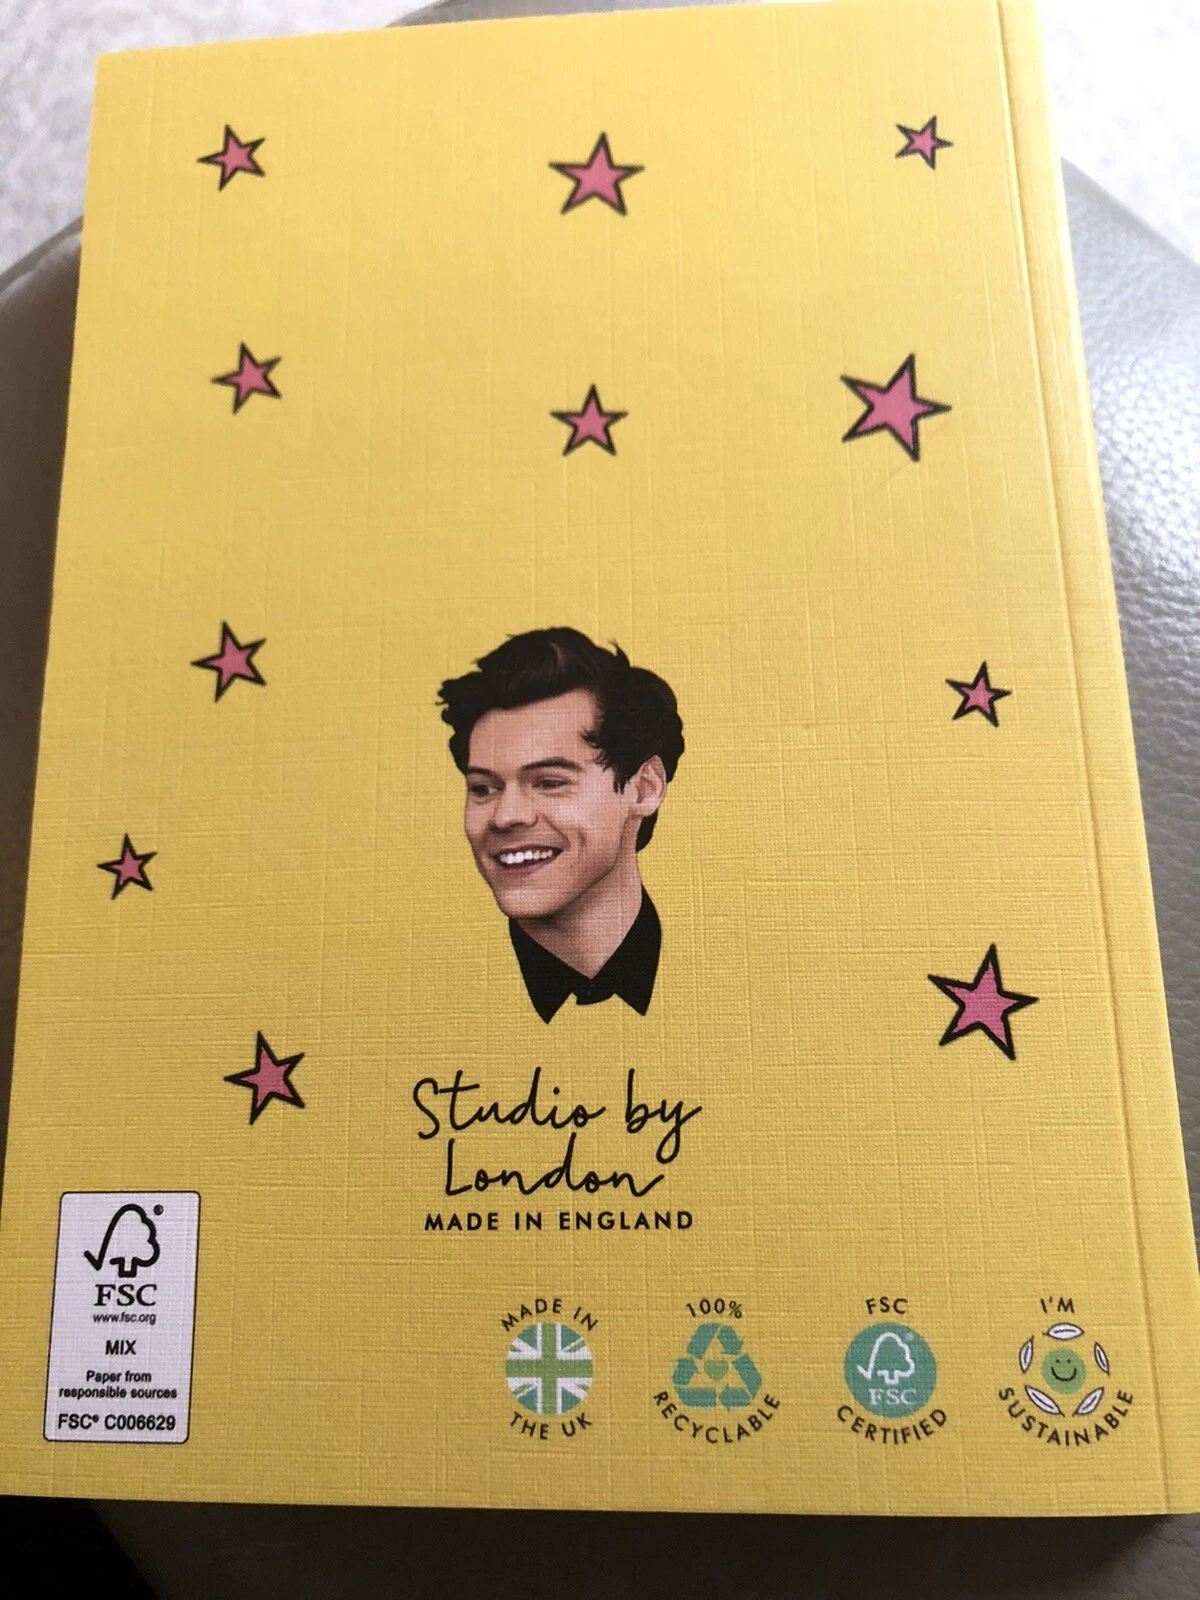 Studio by
London
MADE IN ENGLAND
FSC®
www.fsc.org
MIX
Paper from
responsible sources
FSC® C006629
MADE IN
THE UK
100%
RECYCLABLE
FSC
FSC
CERTIFIED
I'M
SUSTAINABLE